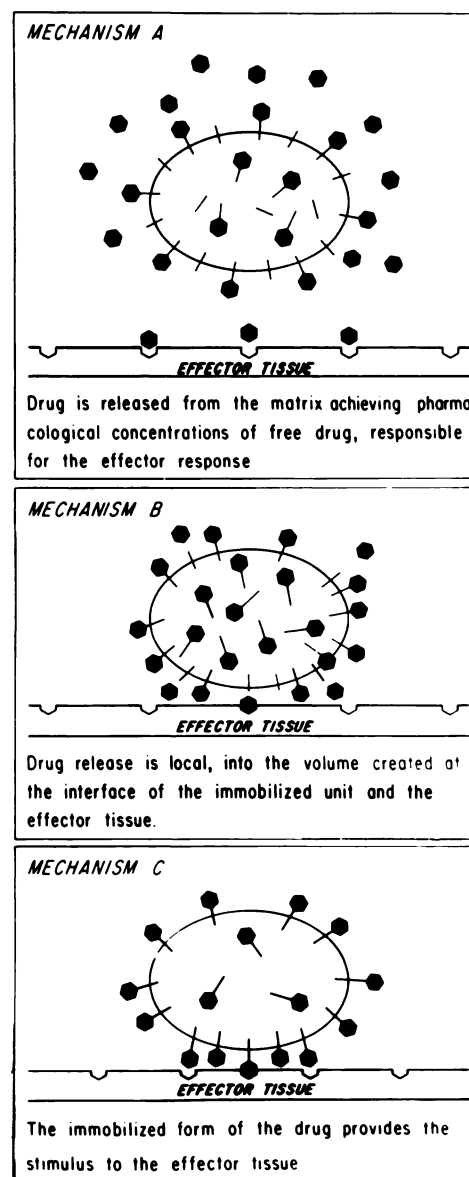 MECHANISM A
EFFECTOR TISSUE
Drug is released from the matrix achieving pharma
cological concentrations of free drug, responsible
for the effector response
MECHANISM B
EFFECTOR TISSUE
Drug release is local, into the volume created at
the interface of the immobilized unit and the
effector tissue.
MECHANISM C
EFFECTOR TISSUE
The immobilized form of the drug provides the
stimulus to the effector tissue